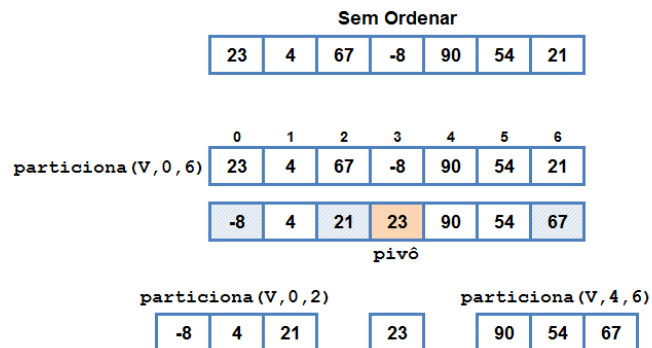 Sem Ordenar
23 4 67 -8 90 54 21
0 1 2 3 4 5 6
particiona(V,0,6) 23 4 67 -8 90 54 21
-8 4 21 23 90 54 67
pivô
particiona(V,0,2) particiona(V,4,6)
-8 4 21 23 90 54 67